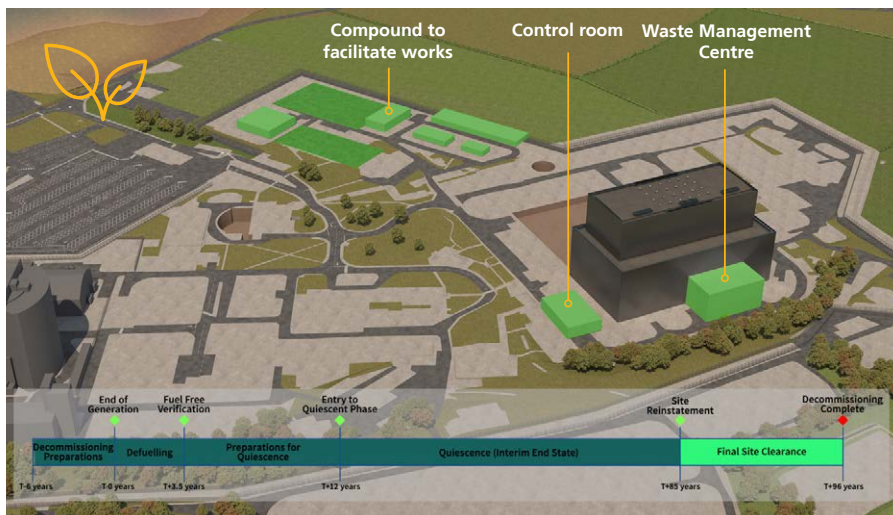 Compound to
facilitate works
Control room
Waste Management
Centre
End of
Generation
Fuel Free
Verification
Entry to
Quiescent Phase
Site
Reinstatement
Decommissioning
Complete
Decommissioning
Preparations
Defuelling
Preparations for
Quiescence
Quiescence (Interim End State)
Final Site Clearance
T-6 years
T-0 years
T+3.5 years
T+12 years
T+85 years
T+96 years